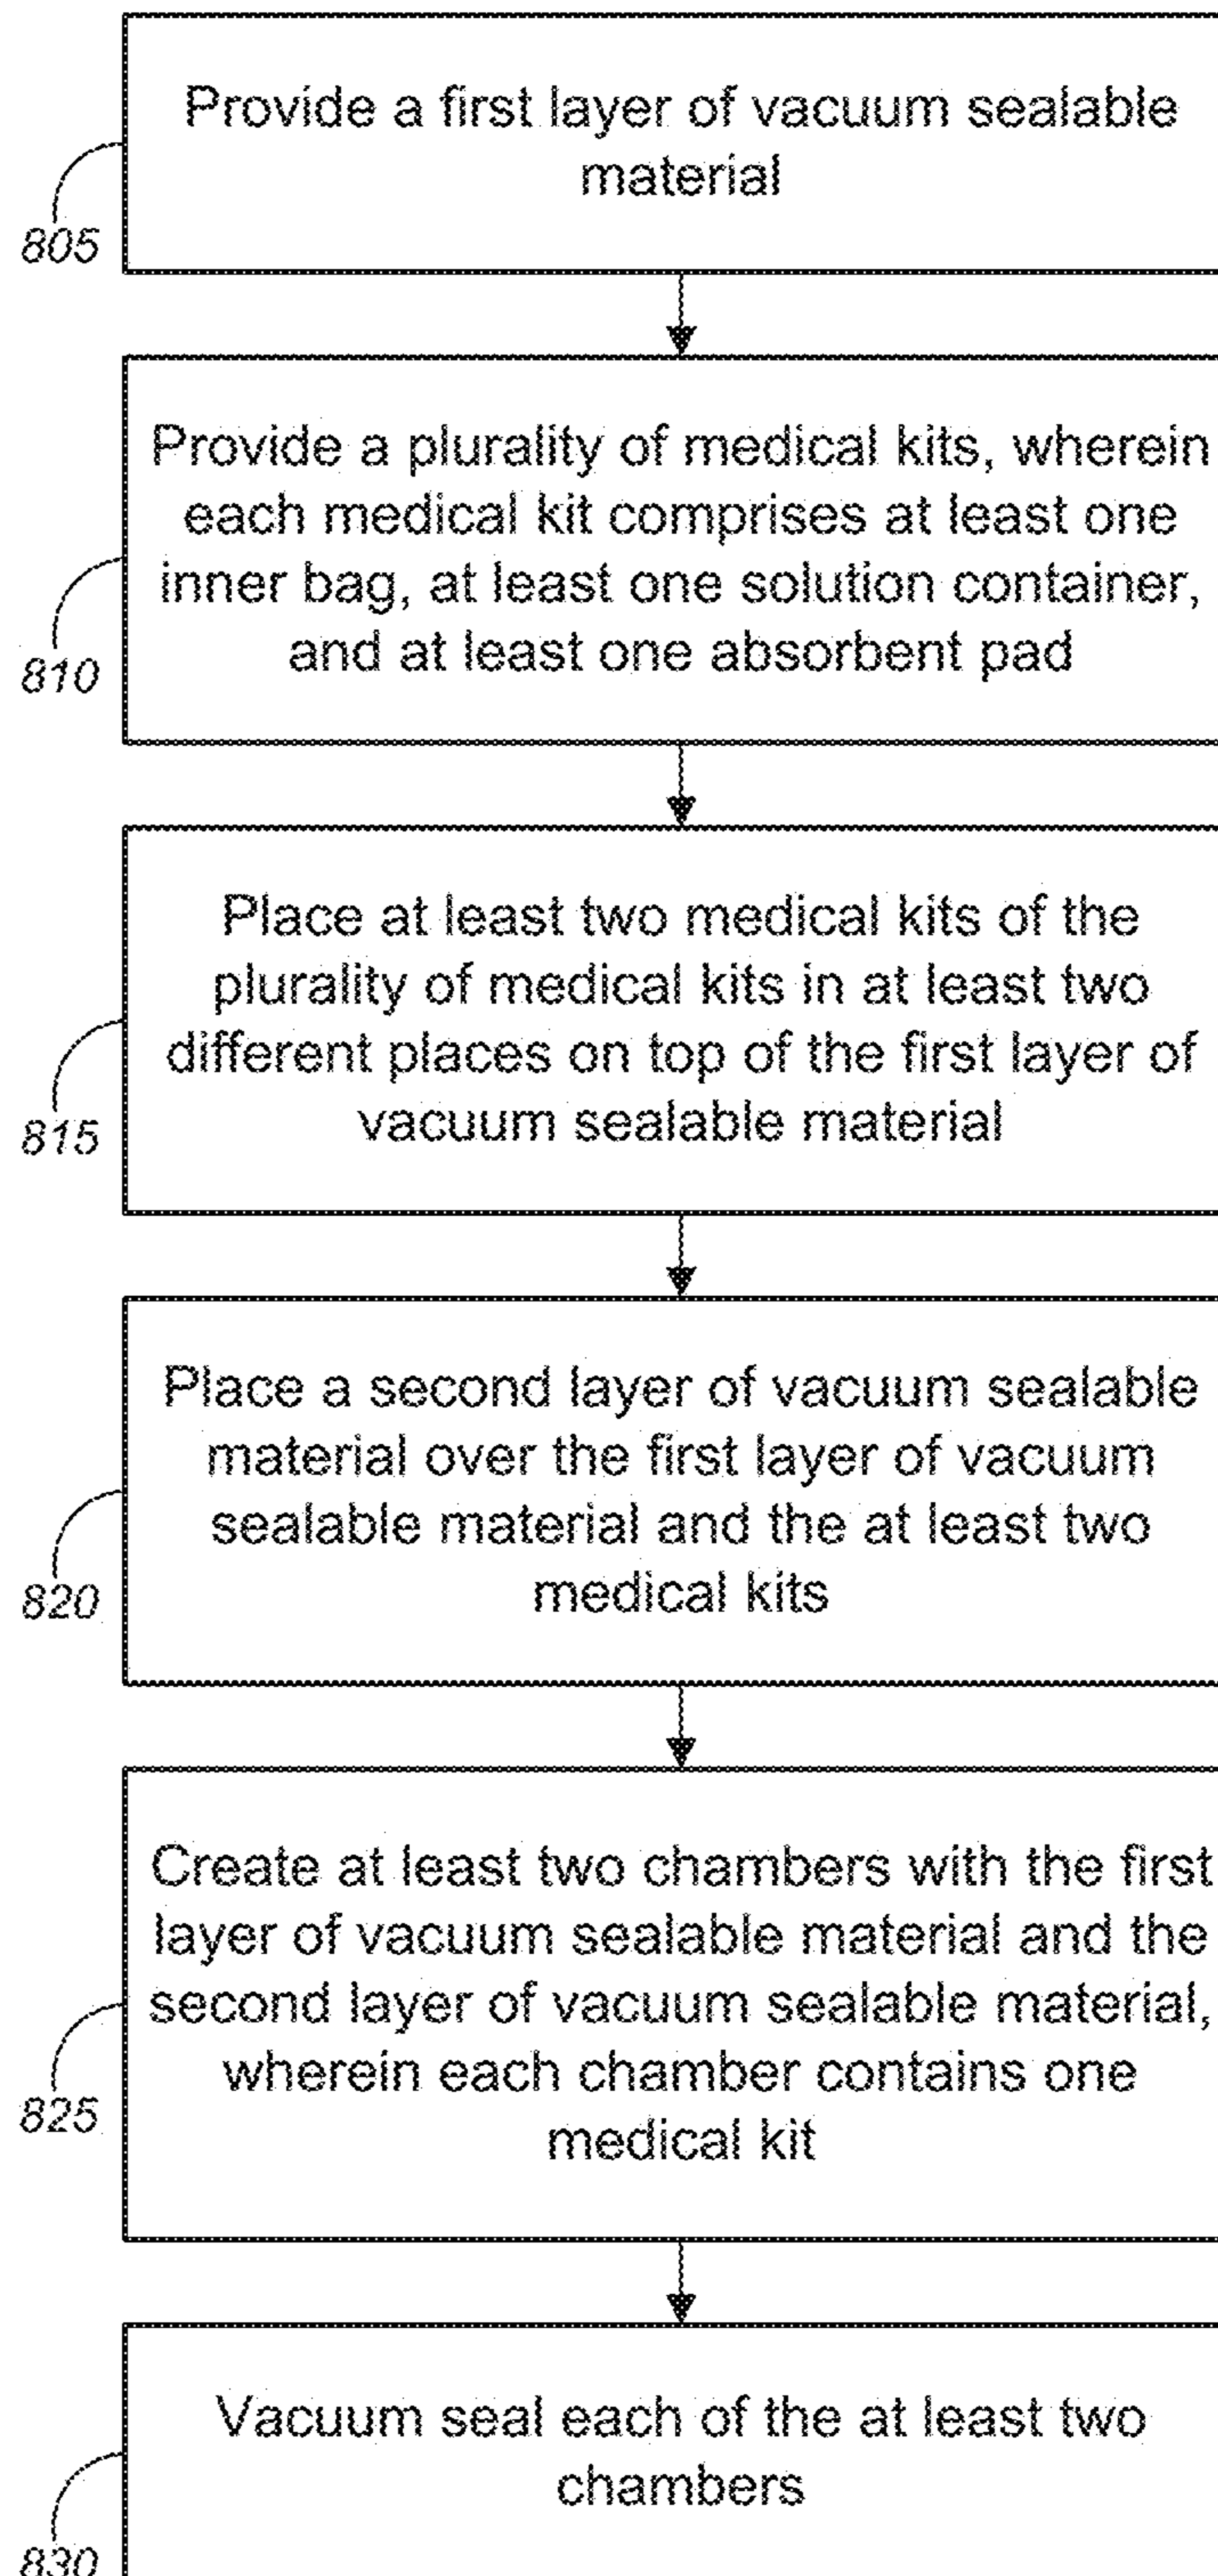 Provide a first layer of vacuum sealable
material
805
Provide a plurality of medical kits, wherein
each medical kit comprises at least one
inner bag, at least one solution container,
and at least one absorbent pad
810
Place at least two medical kits of the
plurality of medical kits in at least two
different places on top of the first layer of
vacuum sealable material
815
Place a second layer of vacuum sealable
material over the first layer of vacuum
sealable material and the at least two
medical kits
820
Create at least two chambers with the first
layer of vacuum sealable material and the
second layer of vacuum sealable material,
wherein each chamber contains one
medical kit
825
Vacuum seal each of the at least two
chambers
830